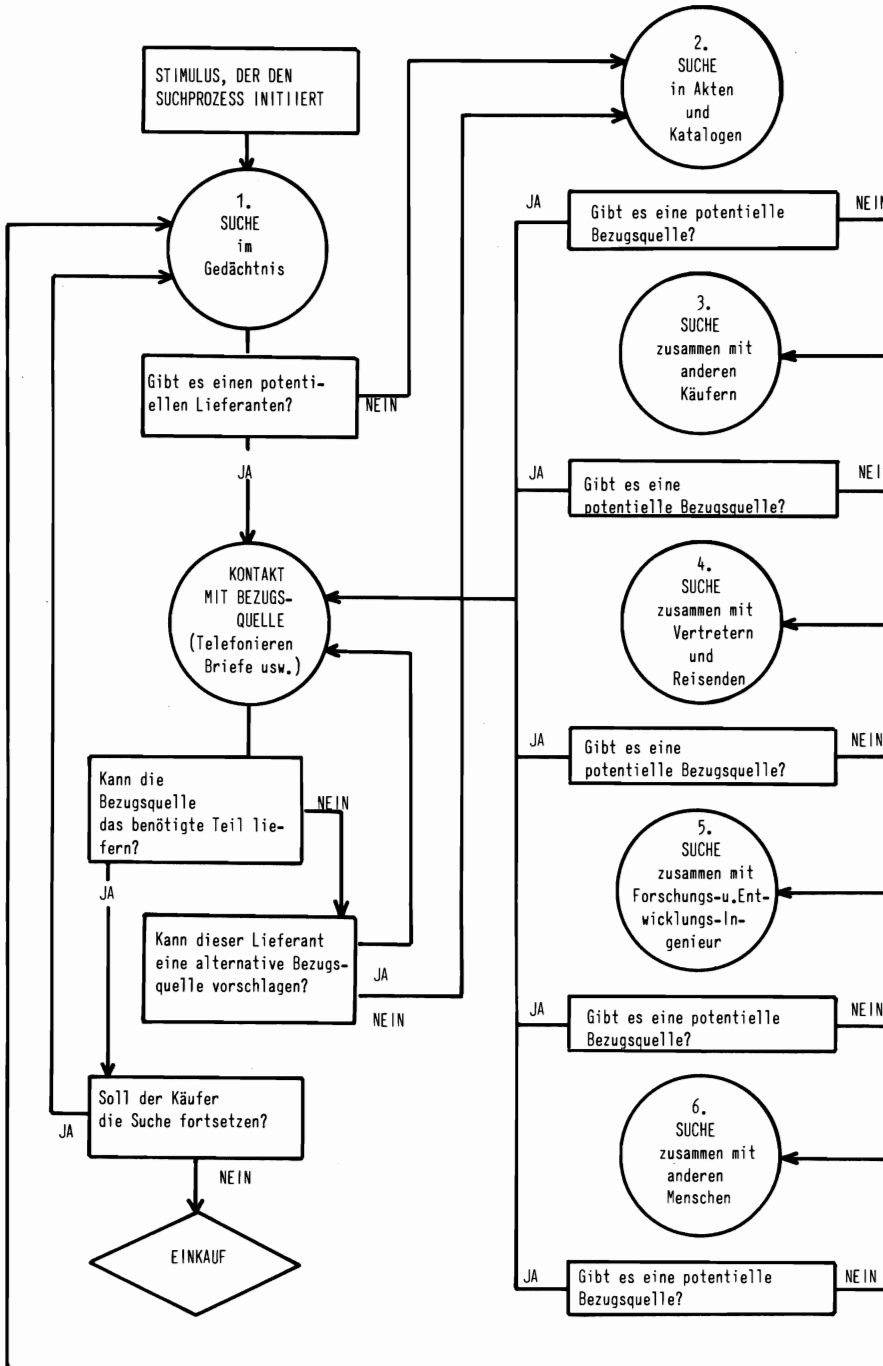 STIMULUS, DER DEN
SUCHPROZESS INITIIERT
1.
SUCHE
im
Gedächtnis
Gibt es einen potenti-
ellen Lieferanten?
NEIN
JA
KONTAKT
MIT BEZUGS-
QUELLE
(Telefonieren
Briefe usw.)
Kann die
Bezugsquelle
das benötigte Teil lie-
fern?
NEIN
JA
Kann dieser Lieferant
eine alternative Bezugs-
quelle vorschlagen?
JA
NEIN
Soll der Käufer
die Suche fortsetzen?
JA
NEIN
EINKAUF
2.
SUCHE
in Akten
und
Katalogen
JA
Gibt es eine potentielle
Bezugsquelle?
NEIN
3.
SUCHE
zusammen mit
anderen
Käufern
JA
Gibt es eine
potentielle Bezugsquelle?
NEI
4.
SUCHE
zusammen mit
Vertretern
und
Reisenden
JA
Gibt es eine
potentielle Bezugsquelle?
NEIN
5.
SUCHE
zusammen mit
Forschungs-u.Ent-
wicklungs-In-
genieur
JA
Gibt es eine potentielle
Bezugsquelle?
NEIN
6.
SUCHE
zusammen mit
anderen
Menschen
JA
Gibt es eine potentielle
Bezugsquelle?
NEIN